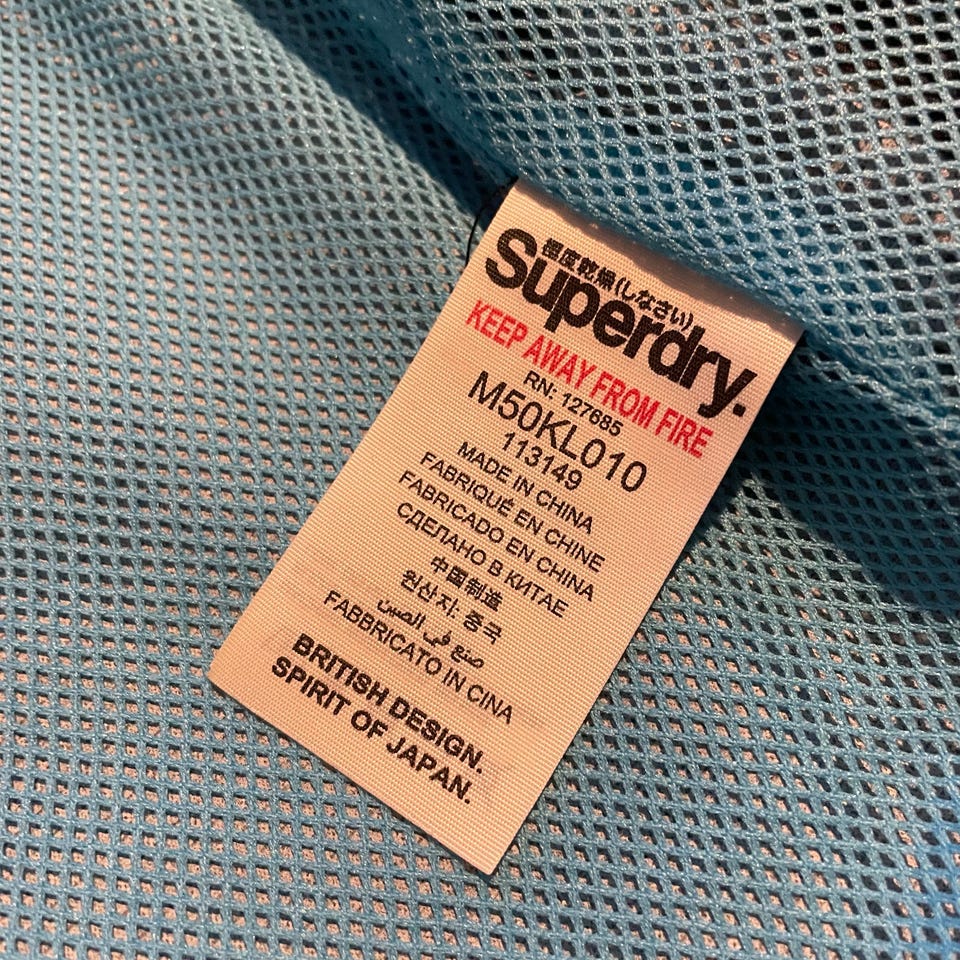 極度乾燥(しなさい)
Superdry.
KEEP AWAY FROM FIRE
RN: 127685
M50KL010
113149
MADE IN CHINA
FABRIQUÉ EN CHINE
FABRICADO EN CHINA
СДЕЛАНО В КИТАЕ
中国制造
원산지: 중국
صنع في الصين
FABBRICATO IN CINA
BRITISH DESIGN.
SPIRIT OF JAPAN.